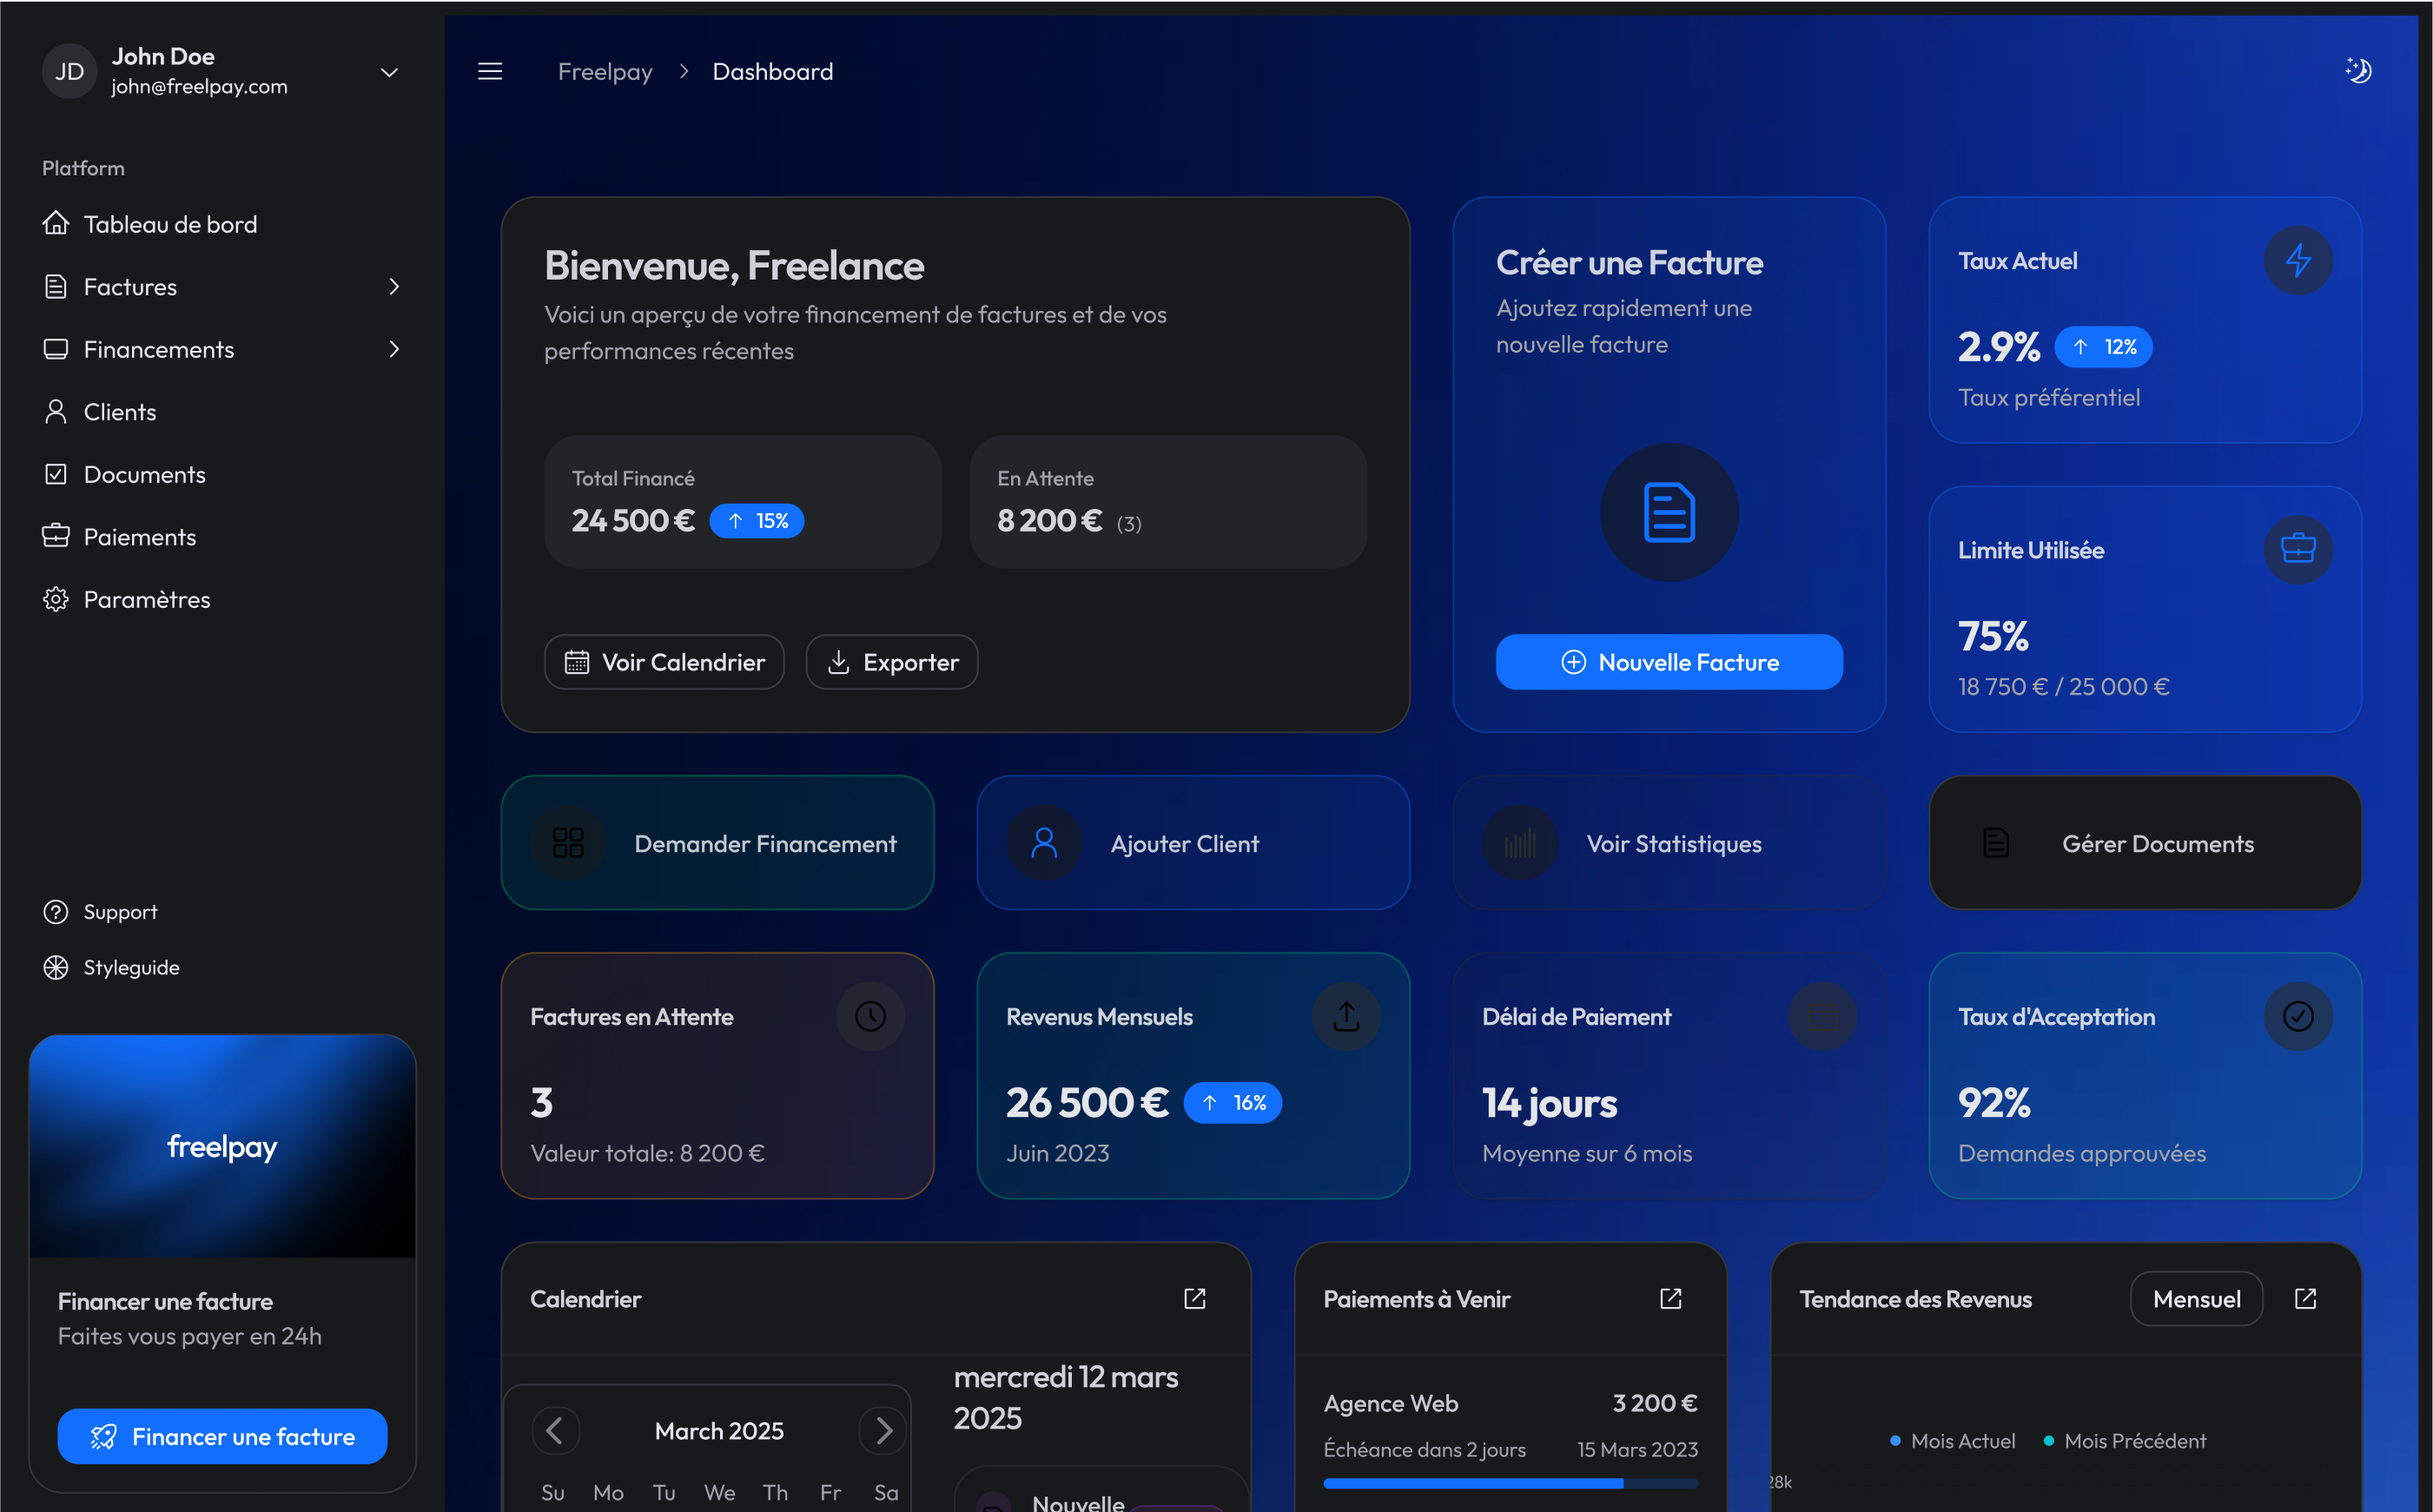 JD
John Doe
john@freelpay.com
Freelpay
Dashboard
Platform
Tableau de bord
Factures
Financements
Clients
Documents
Paiements
Paramètres
Support
Styleguide
freelpay
Financer une facture
Faites vous payer en 24h
Financer une facture
Bienvenue, Freelance
Voici un aperçu de votre financement de factures et de vos
performances récentes
Total Financé
24 500 €
15%
En Attente
8 200 € (3)
Voir Calendrier
Exporter
Créer une Facture
Ajoutez rapidement une
nouvelle facture
Nouvelle Facture
Taux Actuel
2.9%
12%
Taux préférentiel
Limite Utilisée
75%
18 750 € / 25 000 €
Demander Financement
Ajouter Client
Voir Statistiques
Gérer Documents
Factures en Attente
3
Valeur totale: 8 200 €
Revenus Mensuels
26 500 €
16%
Juin 2023
Délai de Paiement
14 jours
Moyenne sur 6 mois
Taux d'Acceptation
92%
Demandes approuvées
Calendrier
March 2025
Su Mo Tu We Th Fr Sa
mercredi 12 mars
2025
Nouvelle
Paiements à Venir
Agence Web
3 200 €
Échéance dans 2 jours
15 Mars 2023
Tendance des Revenus
Mensuel
Mois Actuel
Mois Précédent
28k